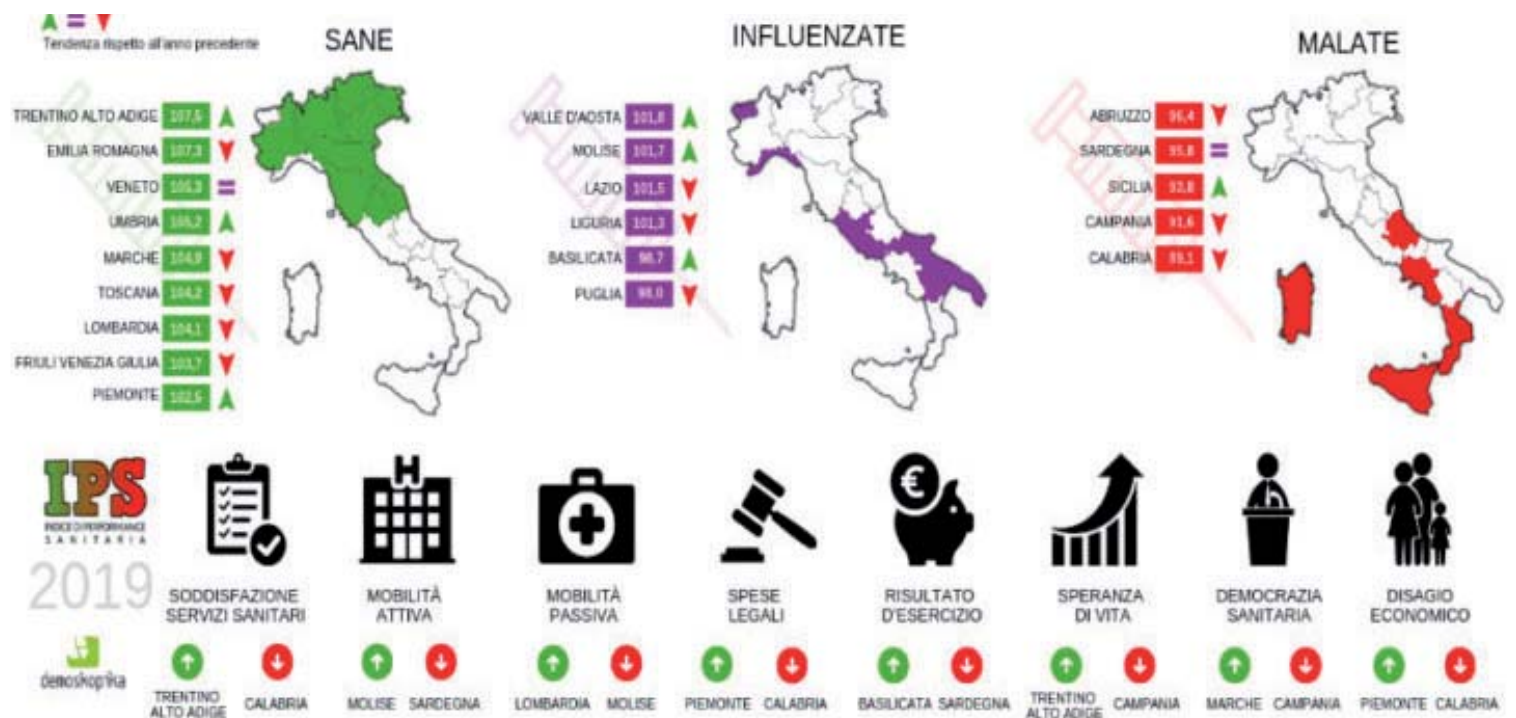 Tendenza rispetto all'anno precedente
SANE
TRENTINO ALTO ADIGE 107,5
EMILIA ROMAGNA 107,3
VENETO 105,3
UMBRIA 105,2
MARCHE 104,9
TOSCANA 104,2
LOMBARDIA 104,1
FRIULI VENEZIA GIULIA 103,7
PIEMONTE 102,5
INFLUENZATE
VALLE D'AOSTA 101,8
MOLISE 101,7
LAZIO 101,5
LIGURIA 101,3
BASILICATA 98,7
PUGLIA 98,0
MALATE
ABRUZZO 96,4
SARDEGNA 95,8
SICILIA 93,8
CAMPANIA 91,6
CALABRIA 89,1
IPS
INDICE DI PERFORMANCE
SANITARIA
2019
demoskopika
SODDISFAZIONE
SERVIZI SANITARI
TRENTINO
ALTO ADIGE
CALABRIA
H
MOBILITÀ
ATTIVA
MOLISE SARDEGNA
MOBILITÀ
PASSIVA
LOMBARDIA MOLISE
SPESE
LEGALI
PIEMONTE CALABRIA
€
RISULTATO
D'ESERCIZIO
BASILICATA SARDEGNA
SPERANZA
DI VITA
TRENTINO
ALTO ADIGE
CAMPANIA
DEMOCRAZIA
SANITARIA
MARCHE CAMPANIA
DISAGIO
ECONOMICO
PIEMONTE CALABRIA